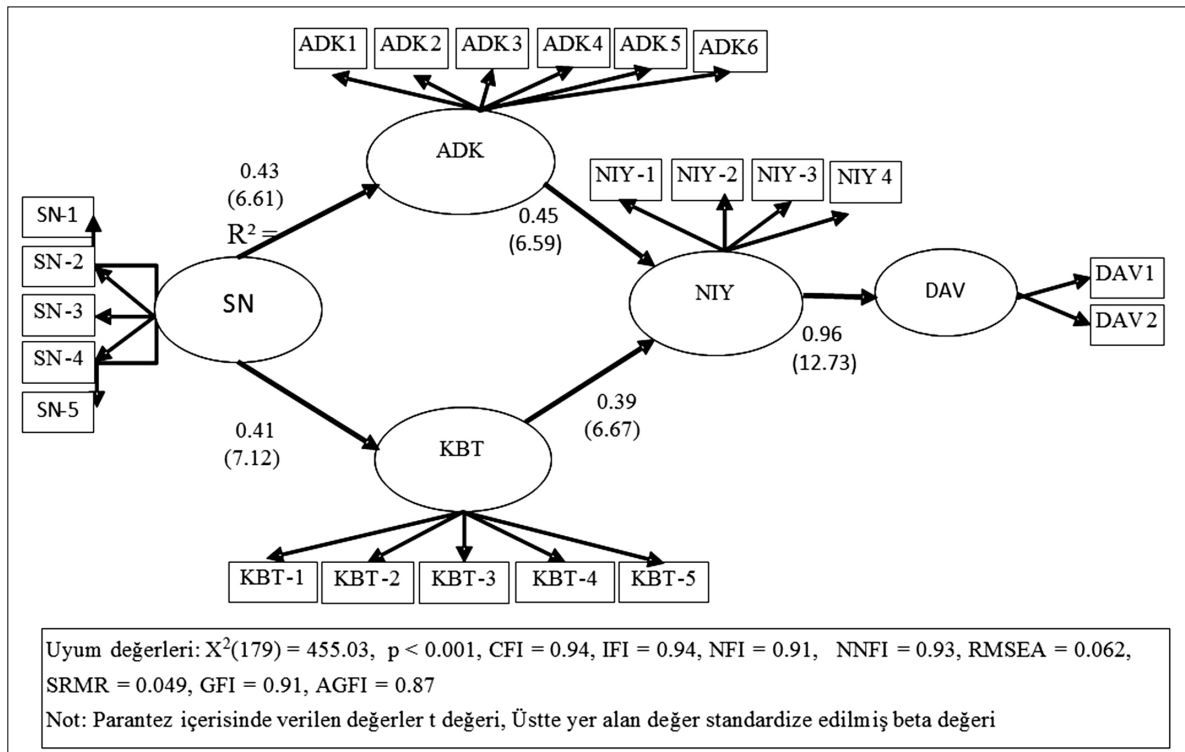 ADK1 ADK2 ADK3 ADK4 ADK5 ADK6
ADK
0.43
(6.61)
R² =
NIY-1 NIY-2 NIY-3 NIY 4
0.45
(6.59)
SN-1
SN-2
SN-3
SN-4
SN-5
SN
NIY
DAV
DAV1
DAV2
0.96
(12.73)
0.41
(7.12)
KBT
0.39
(6.67)
KBT-1 KBT-2 KBT-3 KBT-4 KBT-5
Uyum değerleri: X²(179) = 455.03, p < 0.001, CFI = 0.94, IFI = 0.94, NFI = 0.91, NNFI = 0.93, RMSEA = 0.062,
SRMR = 0.049, GFI = 0.91, AGFI = 0.87
Not: Parantez içerisinde verilen değerler t değeri, Üstte yer alan değer standardize edilmiş beta değeri